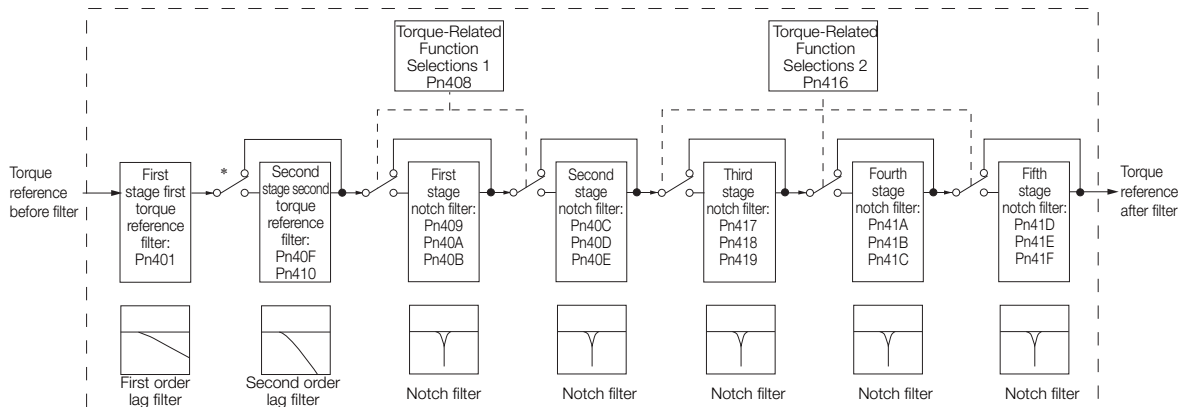 Torque-Related
Function
Selections 1
Pn408
Torque-Related
Function
Selections 2
Pn416
Torque
reference
before filter
First
stage first
torque
reference
filter:
Pn401
*
Second
stage second
torque
reference
filter:
Pn40F
Pn410
First
stage
notch filter:
Pn409
Pn40A
Pn40B
Second
stage
notch filter:
Pn40C
Pn40D
Pn40E
Third
stage
notch filter:
Pn417
Pn418
Pn419
Fourth
stage
notch filter:
Pn41A
Pn41B
Pn41C
Fifth
stage
notch filter:
Pn41D
Pn41E
Pn41F
Torque
reference
after filter
First order
lag filter
Second order
lag filter
Notch filter
Notch filter
Notch filter
Notch filter
Notch filter